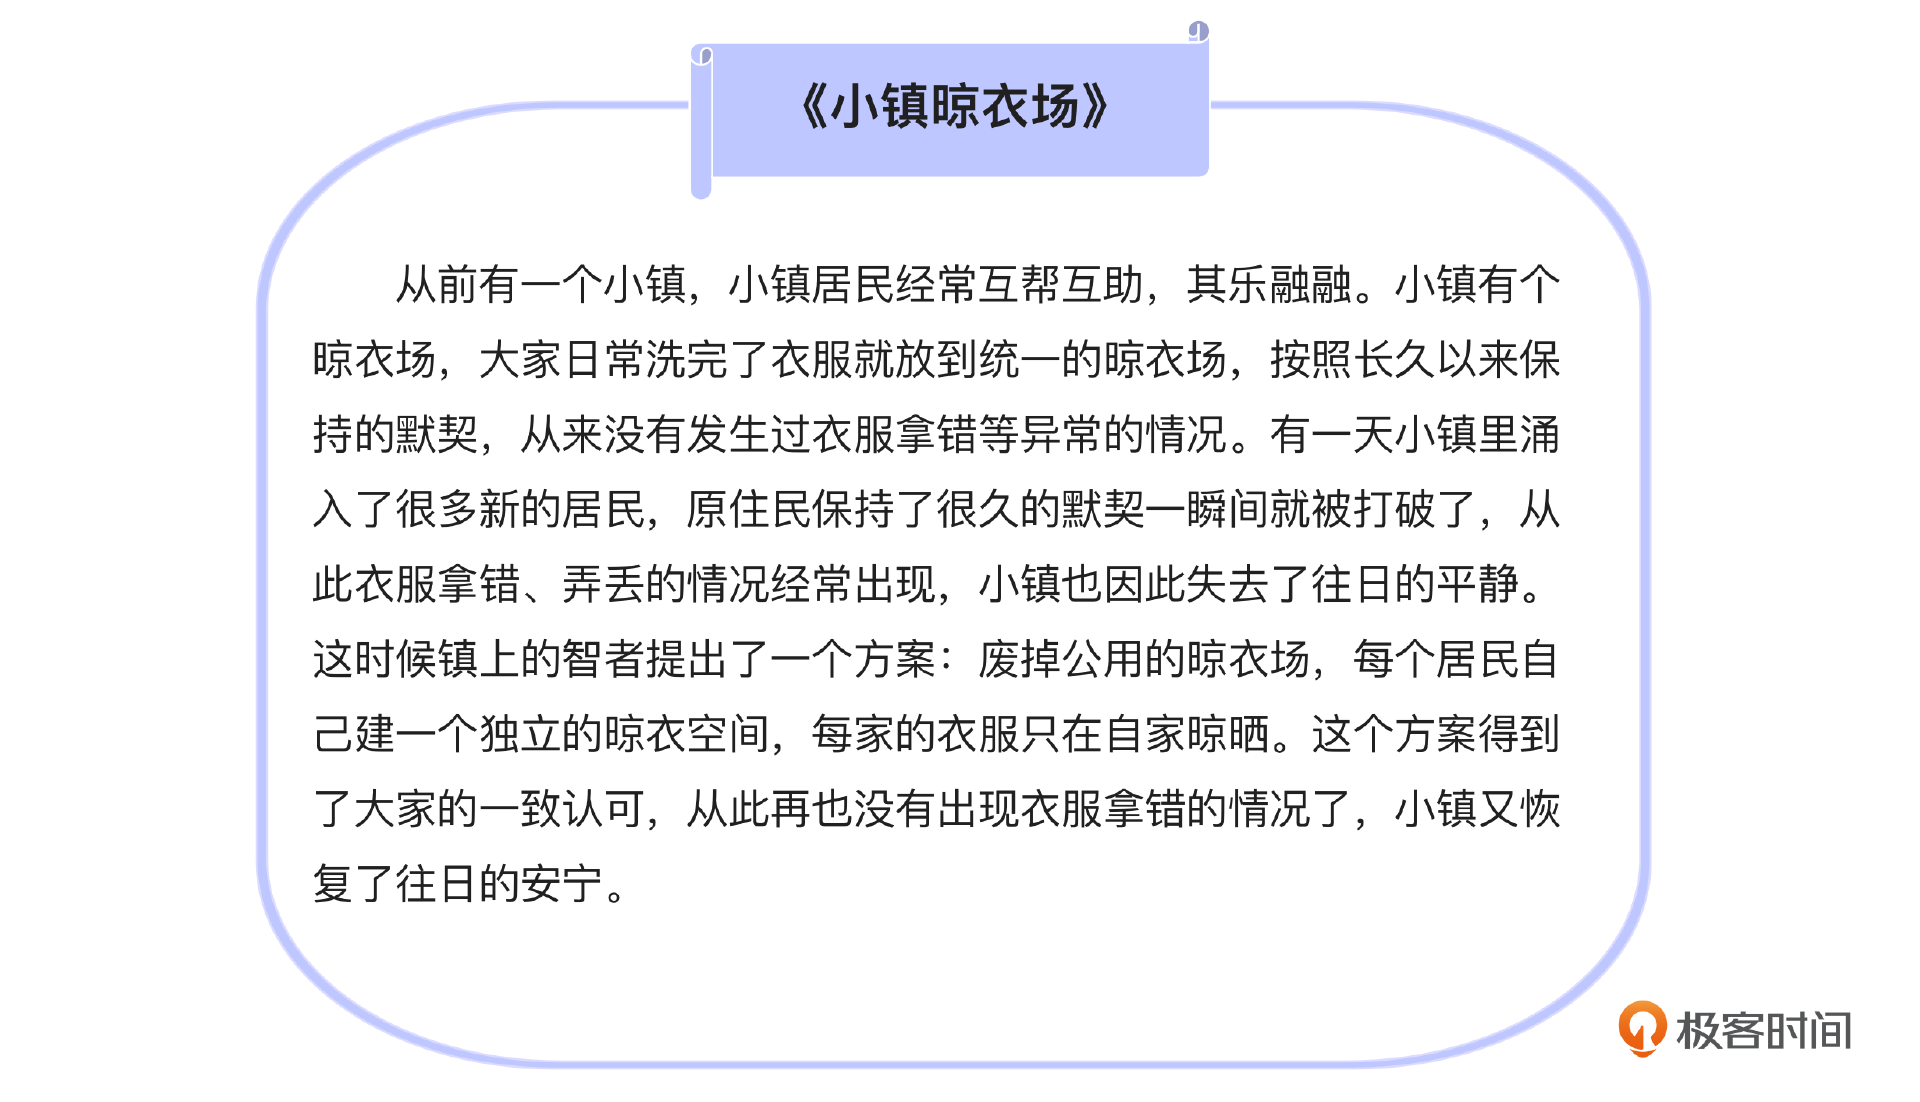 《小镇晾衣场》
从前有一个小镇，小镇居民经常互帮互助，其乐融融。小镇有个
晾衣场，大家日常洗完了衣服就放到统一的晾衣场，按照长久以来保
持的默契，从来没有发生过衣服拿错等异常的情况。有一天小镇里涌
入了很多新的居民，原住民保持了很久的默契一瞬间就被打破了，从
此衣服拿错、弄丢的情况经常出现，小镇也因此失去了往日的平静。
这时候镇上的智者提出了一个方案：废掉公用的晾衣场，每个居民自
己建一个独立的晾衣空间，每家的衣服只在自家晾晒。这个方案得到
了大家的一致认可，从此再也没有出现衣服拿错的情况了，小镇又恢
复了往日的安宁。
极客时间